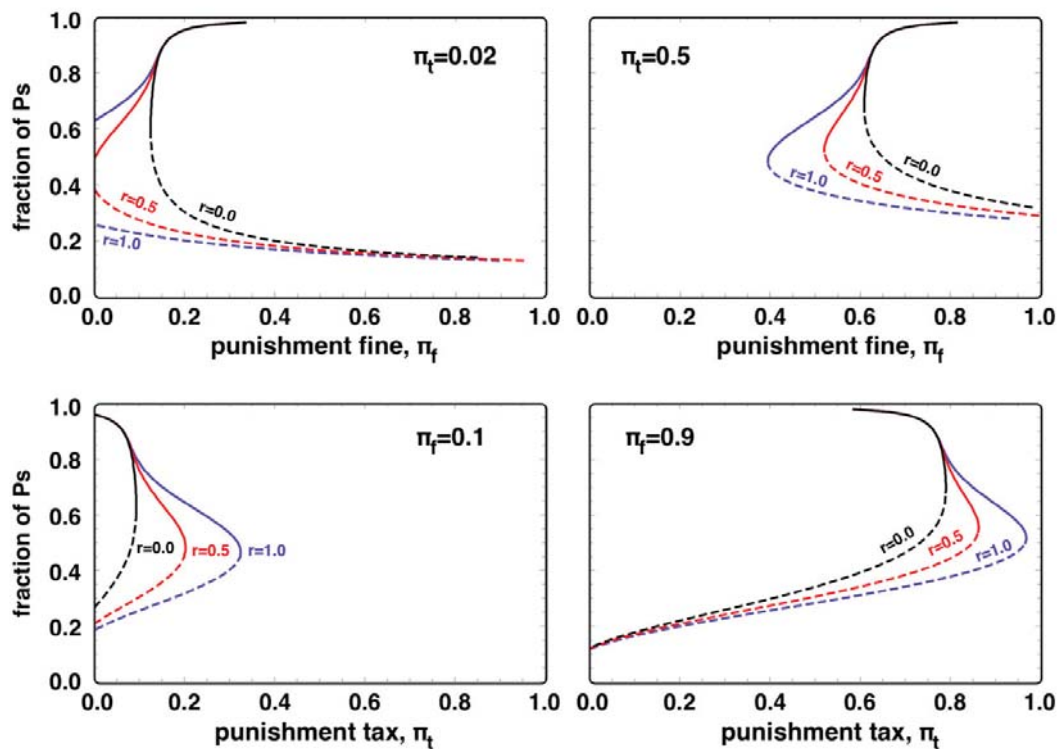 fraction of Ps
1.0
0.8
0.6
0.4
0.2
0.0
π_t=0.02
r=0.0
r=0.5
r=1.0
0.0 0.2 0.4 0.6 0.8 1.0
punishment fine, π_f
π_t=0.5
r=0.0
r=0.5
r=1.0
0.0 0.2 0.4 0.6 0.8 1.0
punishment fine, π_f
fraction of Ps
1.0
0.8
0.6
0.4
0.2
0.0
π_f=0.1
r=0.0 r=0.5 r=1.0
0.0 0.2 0.4 0.6 0.8 1.0
punishment tax, π_t
π_f=0.9
r=0.0 r=0.5 r=1.0
0.0 0.2 0.4 0.6 0.8 1.0
punishment tax, π_t